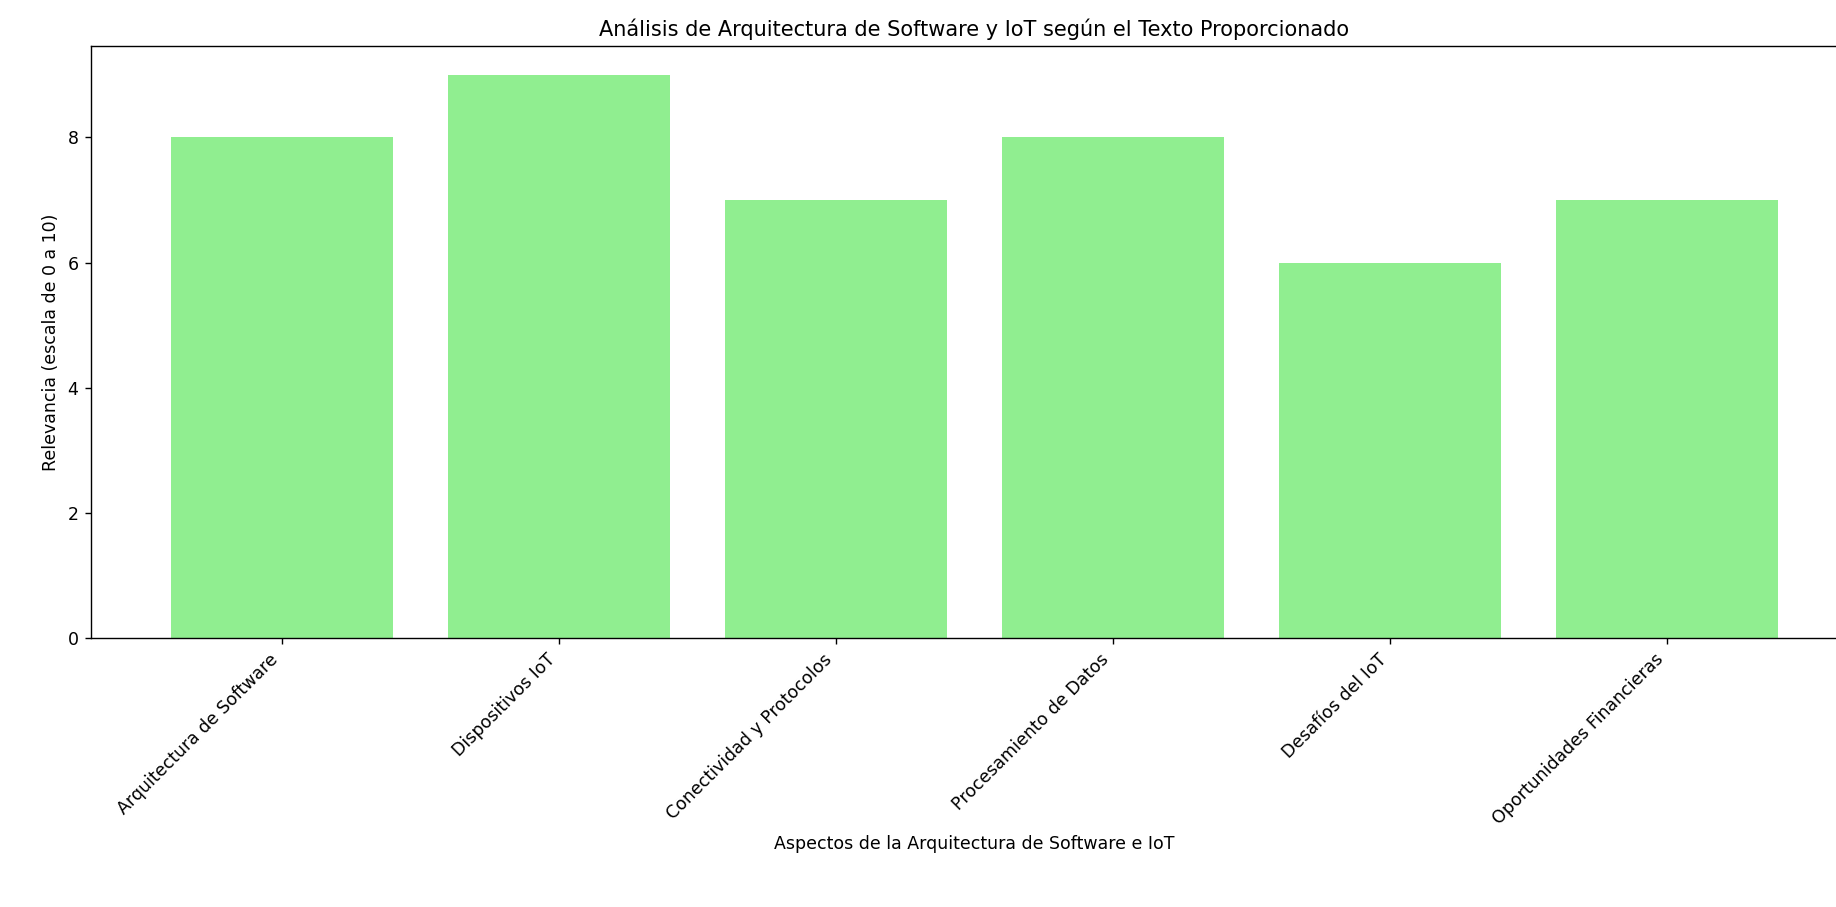 Análisis de Arquitectura de Software y IoT según el Texto Proporcionado
Relevancia (escala de 0 a 10)
8
6
4
2
0
Arquitectura de Software
Dispositivos IoT
Conectividad y Protocolos
Procesamiento de Datos
Desafíos del IoT
Oportunidades Financieras
Aspectos de la Arquitectura de Software e IoT